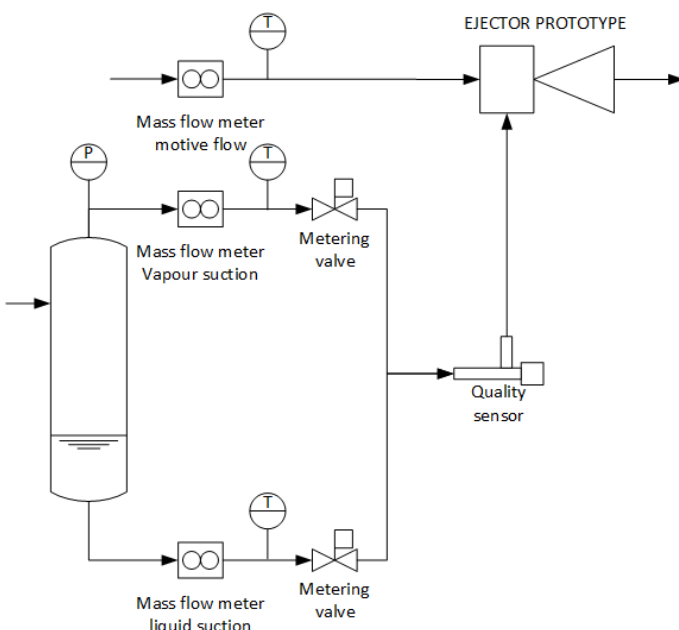 T
EJECTOR PROTOTYPE
Mass flow meter
motive flow
P
T
Mass flow meter
Vapour suction
Metering
valve
Quality
sensor
T
Metering
valve
Mass flow meter
liquid suction